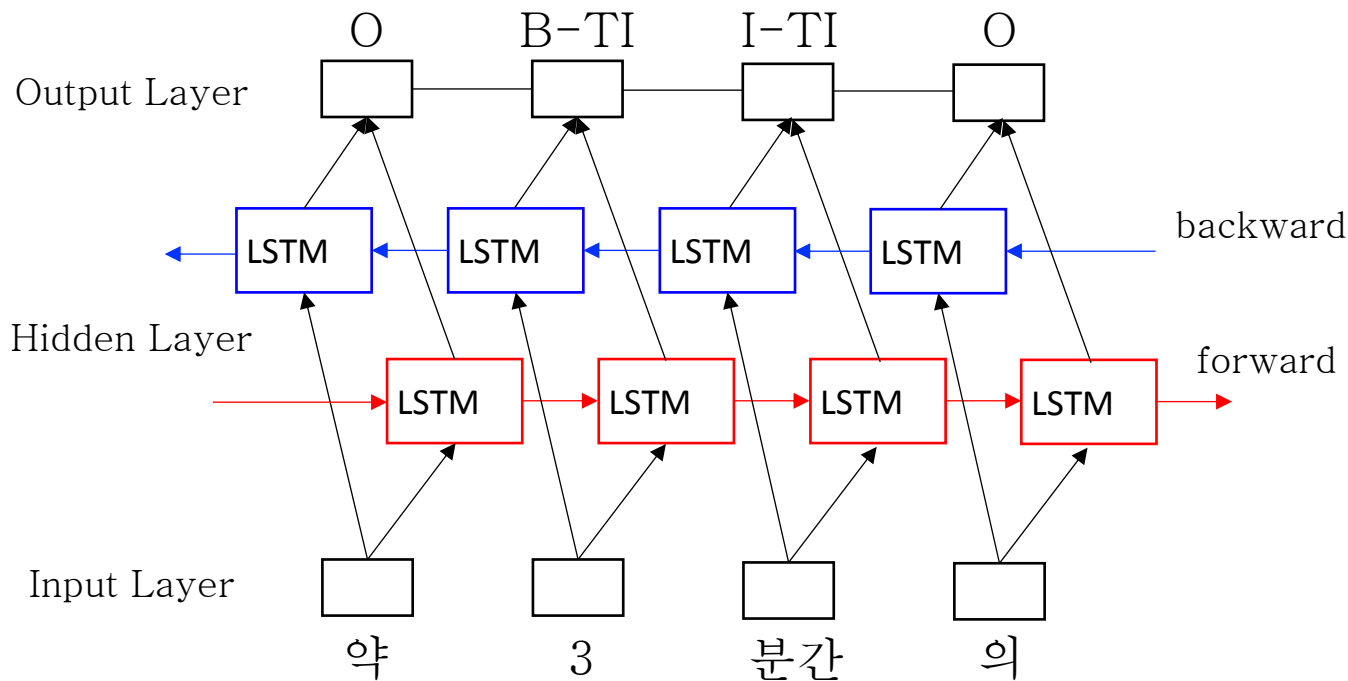 O B-TI I-TI O
Output Layer
LSTM LSTM LSTM LSTM backward
Hidden Layer
LSTM LSTM LSTM LSTM forward
Input Layer
약 3 분간 의